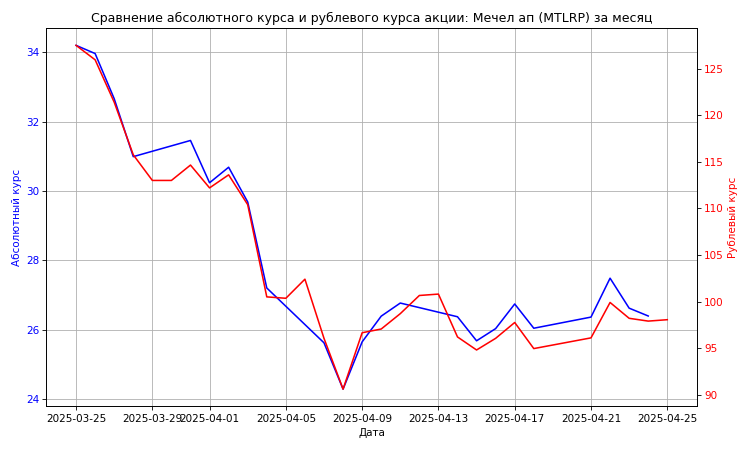 Сравнение абсолютного курса и рублевого курса акции: Мечел ап (MTLRP) за месяц
34
32
30
28
26
24
Абсолютный курс
125
120
115
110
105
100
95
90
Рублевый курс
2025-03-25 2025-03-29 2025-04-01 2025-04-05 2025-04-09 2025-04-13 2025-04-17 2025-04-21 2025-04-25
Дата